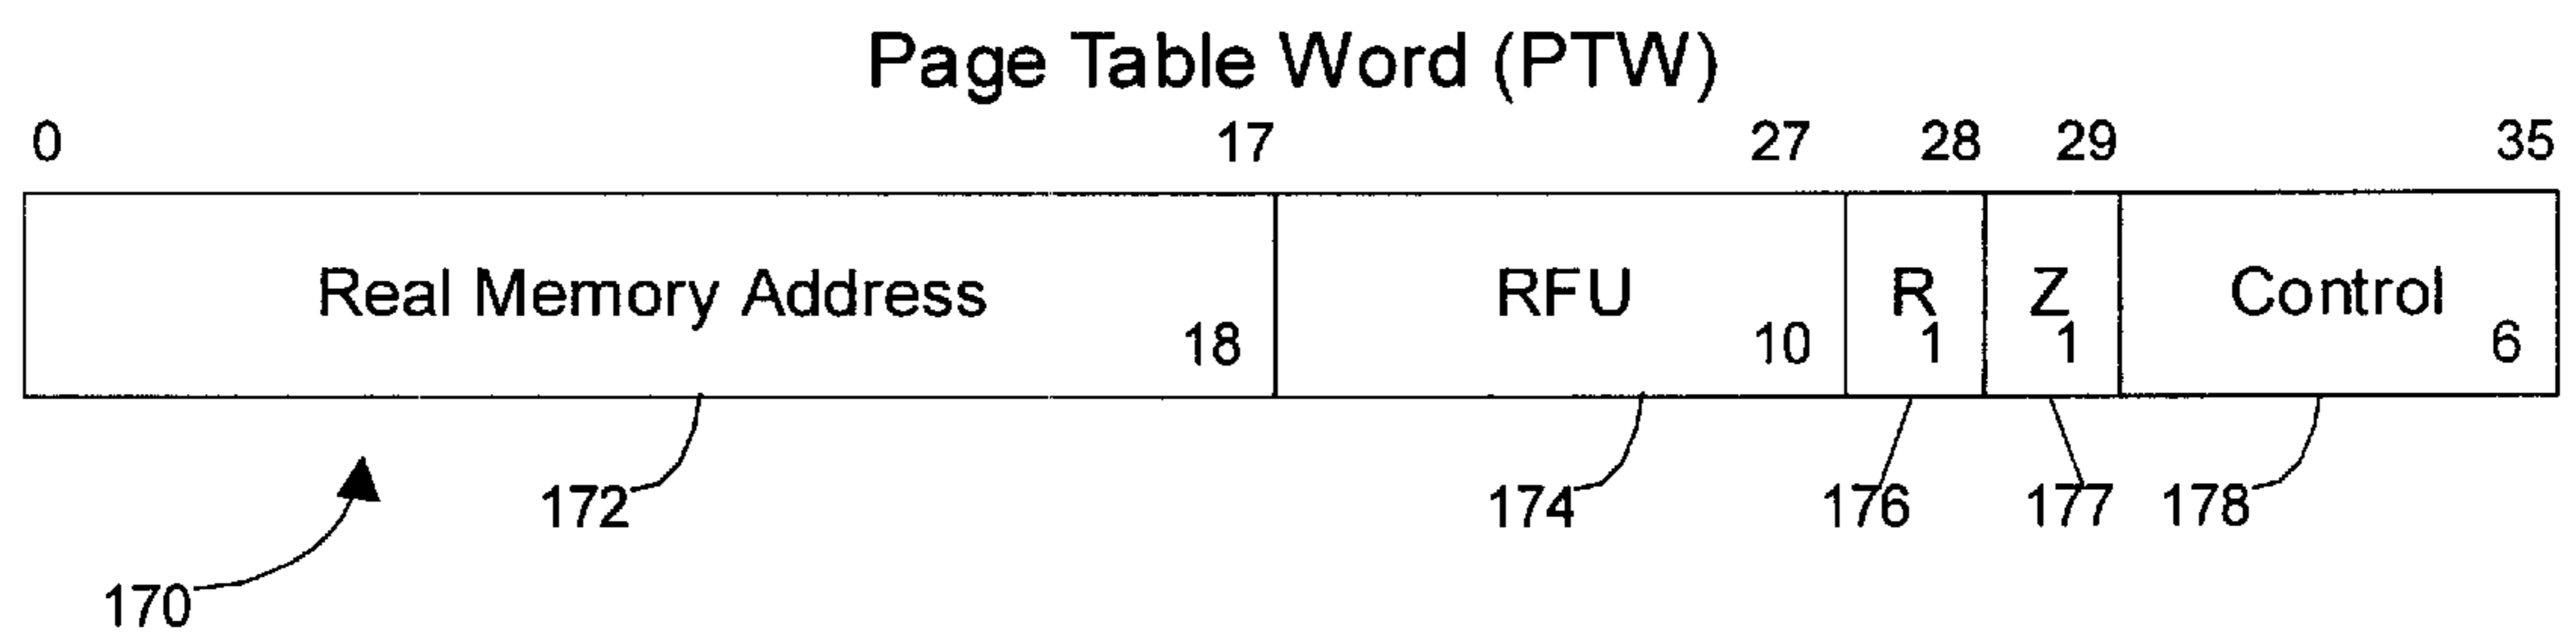 Page Table Word (PTW)
0 17 27 28 29 35
Real Memory Address RFU R Z Control
18 10 1 1 6
172 174 176 177 178
170